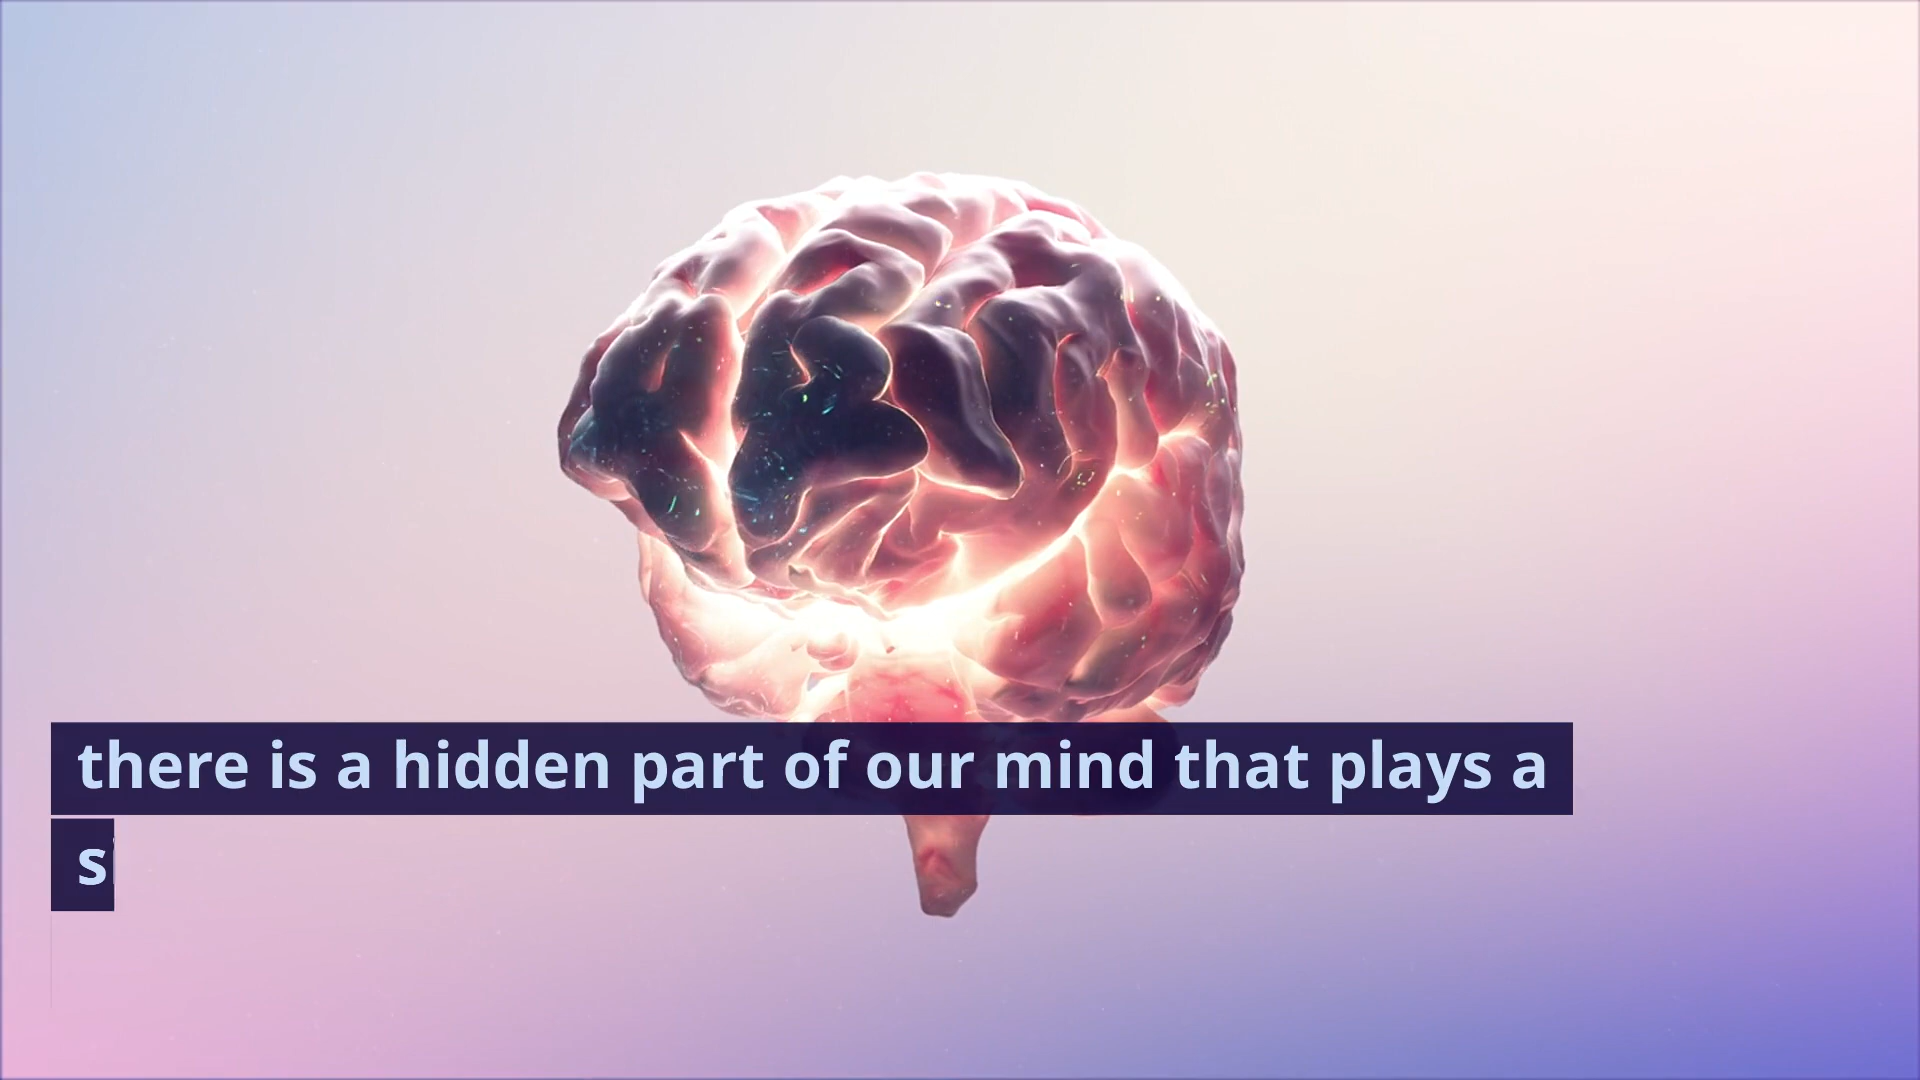 there is a hidden part of our mind that plays a
s